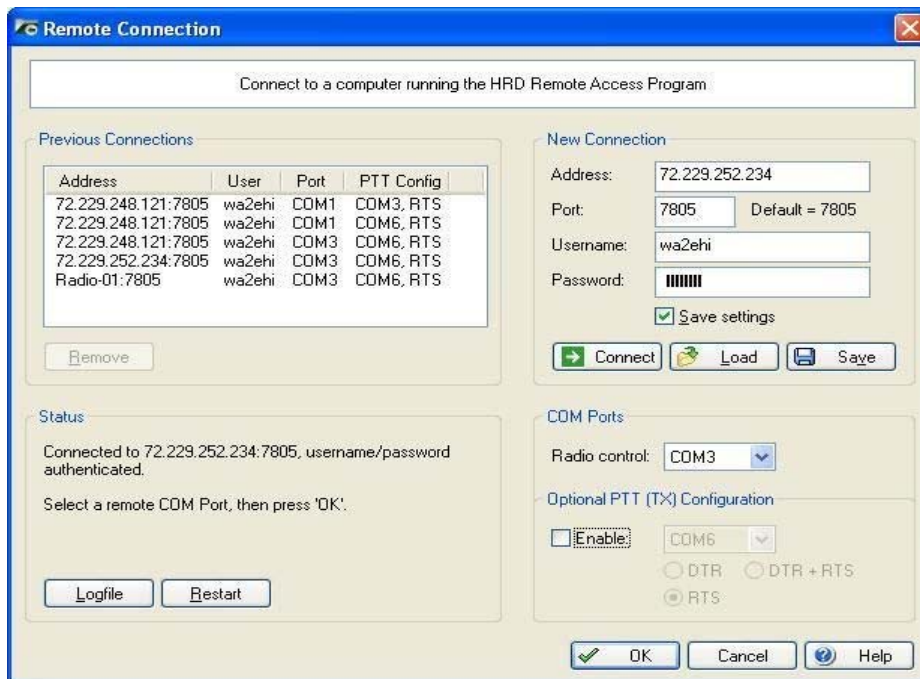 Remote Connection
Connect to a computer running the HRD Remote Access Program
Previous Connections
Address User Port PTT Config
72.229.248.121:7805 wa2ehi COM1 COM3, RTS
72.229.248.121:7805 wa2ehi COM1 COM6, RTS
72.229.248.121:7805 wa2ehi COM3 COM6, RTS
72.229.252.234:7805 wa2ehi COM3 COM6, RTS
Radio-01:7805 wa2ehi COM3 COM6, RTS
Remove
New Connection
Address: 72.229.252.234
Port: 7805 Default = 7805
Username: wa2ehi
Password:
Save settings
Connect Load Save
Status
Connected to 72.229.252.234:7805, username/password
authenticated.
Select a remote COM Port, then press 'OK'.
Logfile Restart
COM Ports
Radio control: COM3
Optional PTT (TX) Configuration
Enable: COM6
DTR DTR + RTS
RTS
OK Cancel Help